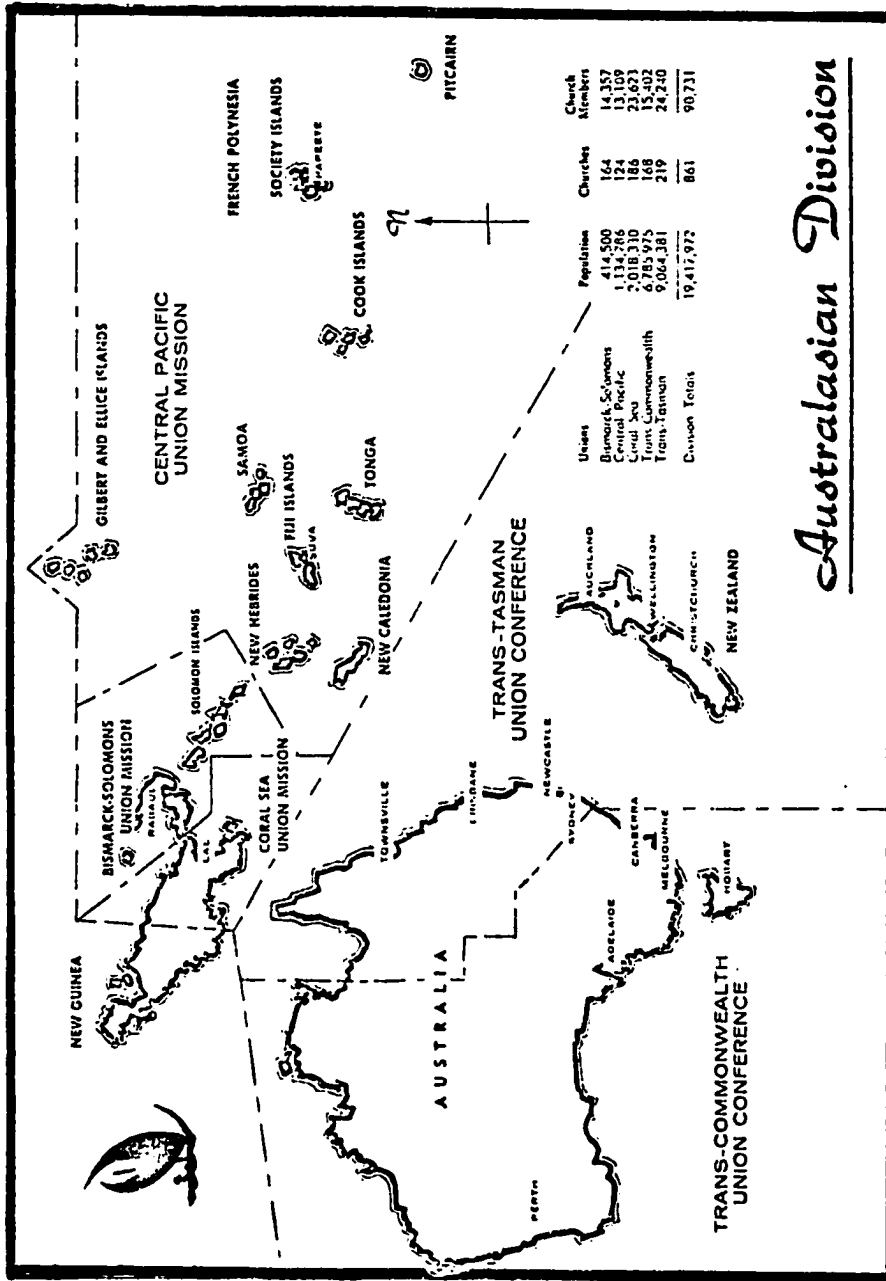 GILBERT AND ELLICE ISLANDS
CENTRAL PACIFIC
UNION MISSION
FRENCH POLYNESIA
SOCIETY ISLANDS
PITCAIRN
COOK ISLANDS
SAMOA
FIJI ISLANDS
SUVA
TONGA
NEW HEBRIDES
NEW CALEDONIA
SOLOMON ISLANDS
BISMARCK-SOLOMONS
UNION MISSION
RABAUL
NEW GUINEA
LAE
CORAL SEA
UNION MISSION
N
TRANS-TASMAN
UNION CONFERENCE
AUCKLAND
WELLINGTON
CHRISTCHURCH
NEW ZEALAND
TOWNSVILLE
BRISBANE
NEWCASTLE
SYDNEY
CANBERRA
MELBOURNE
HOBART
ADELAIDE
AUSTRALIA
PERTH
TRANS-COMMONWEALTH
UNION CONFERENCE
Unions Population Churches Church Members
Bismarck-Solomons 414,500 164 14,357
Central Pacific 1,134,786 124 13,109
Coral Sea 2,018,330 186 23,623
Trans Commonwealth 6,785,975 168 15,402
Trans-Tasman 9,064,381 219 24,240
Division Totals 19,417,972 861 90,731
Australasian Division